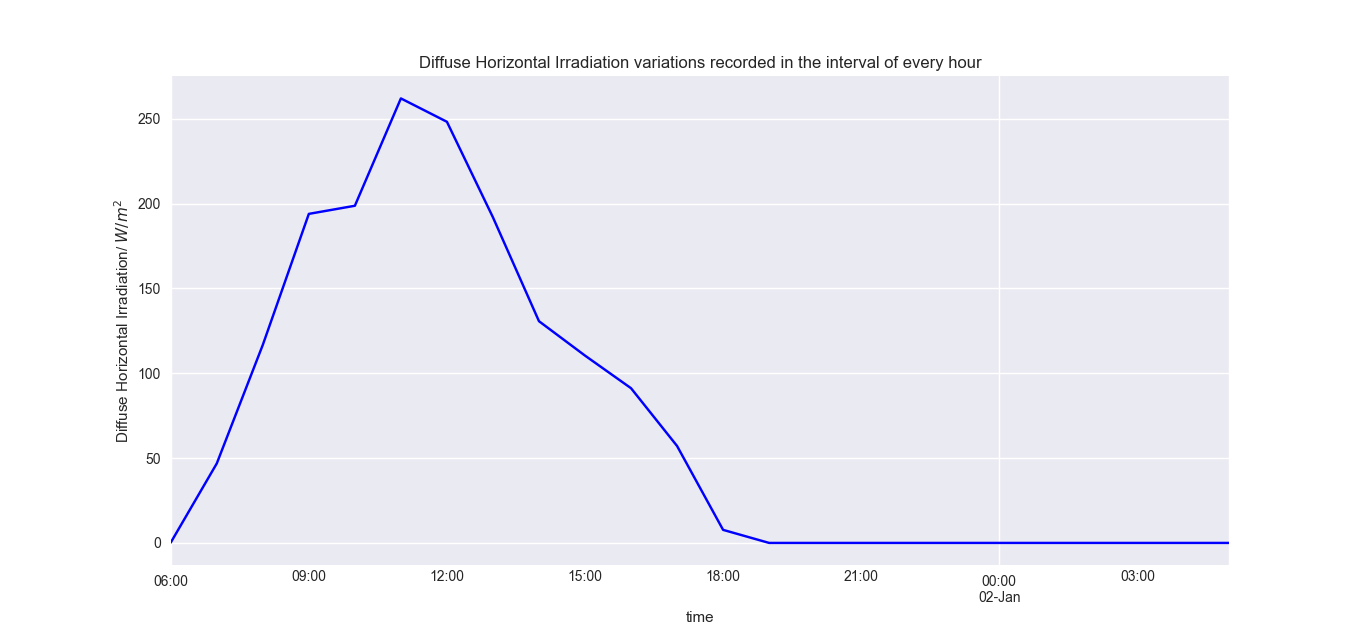 Diffuse Horizontal Irradiation variations recorded in the interval of every hour
Diffuse Horizontal Irradiation/ W/m²
250
200
150
100
50
0
06:00 09:00 12:00 15:00 18:00 21:00 00:00 03:00
02-Jan
time